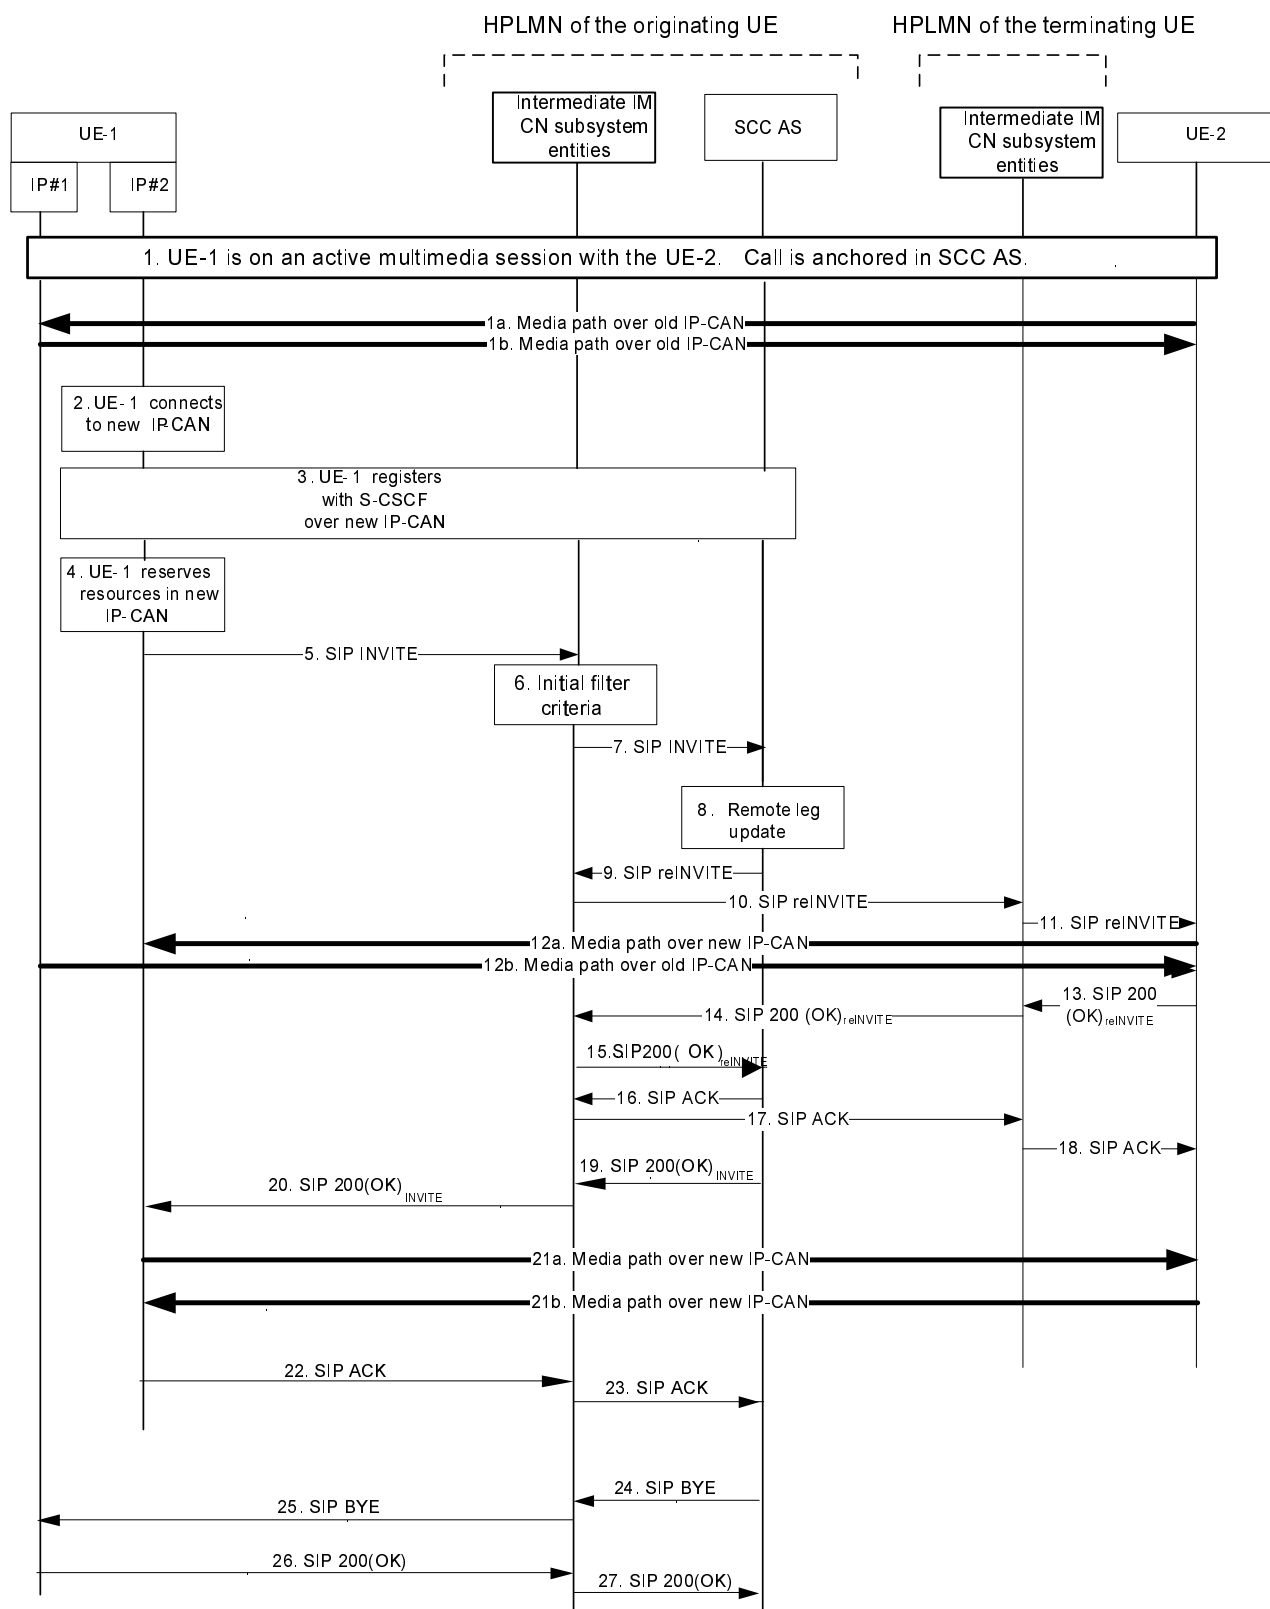 HPLMN of the originating UE
HPLMN of the terminating UE
Intermediate IM
CN subsystem
entities
SCC AS
Intermediate IM
CN subsystem
entities
UE-1
UE-2
IP#1
IP#2
1. UE-1 is on an active multimedia session with the UE-2. Call is anchored in SCC AS.
1a. Media path over old IP-CAN
1b. Media path over old IP-CAN
2. UE-1 connects
to new IP-CAN
3. UE-1 registers
with S-CSCF
over new IP-CAN
4. UE-1 reserves
resources in new
IP-CAN
5. SIP INVITE
6. Initial filter
criteria
7. SIP INVITE
8. Remote leg
update
9. SIP reINVITE
10. SIP reINVITE
11. SIP reINVITE
12a. Media path over new IP-CAN
12b. Media path over old IP-CAN
13. SIP 200
(OK)reINVITE
14. SIP 200 (OK)reINVITE
15.SIP200 ( OK)reINVITE
16. SIP ACK
17. SIP ACK
18. SIP ACK
19. SIP 200(OK) INVITE
20. SIP 200(OK) INVITE
21a. Media path over new IP-CAN
21b. Media path over new IP-CAN
22. SIP ACK
23. SIP ACK
24. SIP BYE
25. SIP BYE
26. SIP 200(OK)
27. SIP 200(OK)